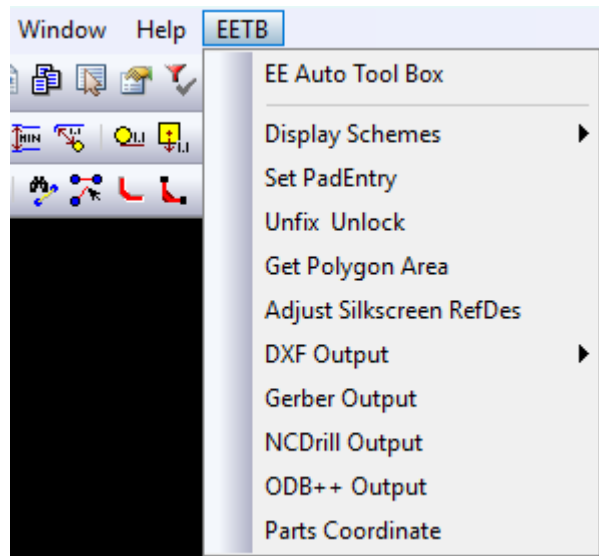 Window Help EETB
EE Auto Tool Box
Display Schemes
Set PadEntry
Unfix Unlock
Get Polygon Area
Adjust Silkscreen RefDes
DXF Output
Gerber Output
NCDrill Output
ODB++ Output
Parts Coordinate